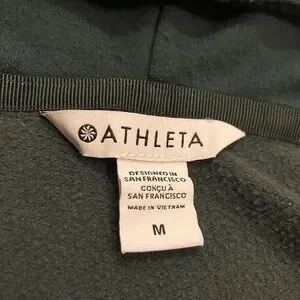 ATHLETA
DESIGNED IN
SAN FRANCISCO
CONÇU À
SAN FRANCISCO
MADE IN VIETNAM
M